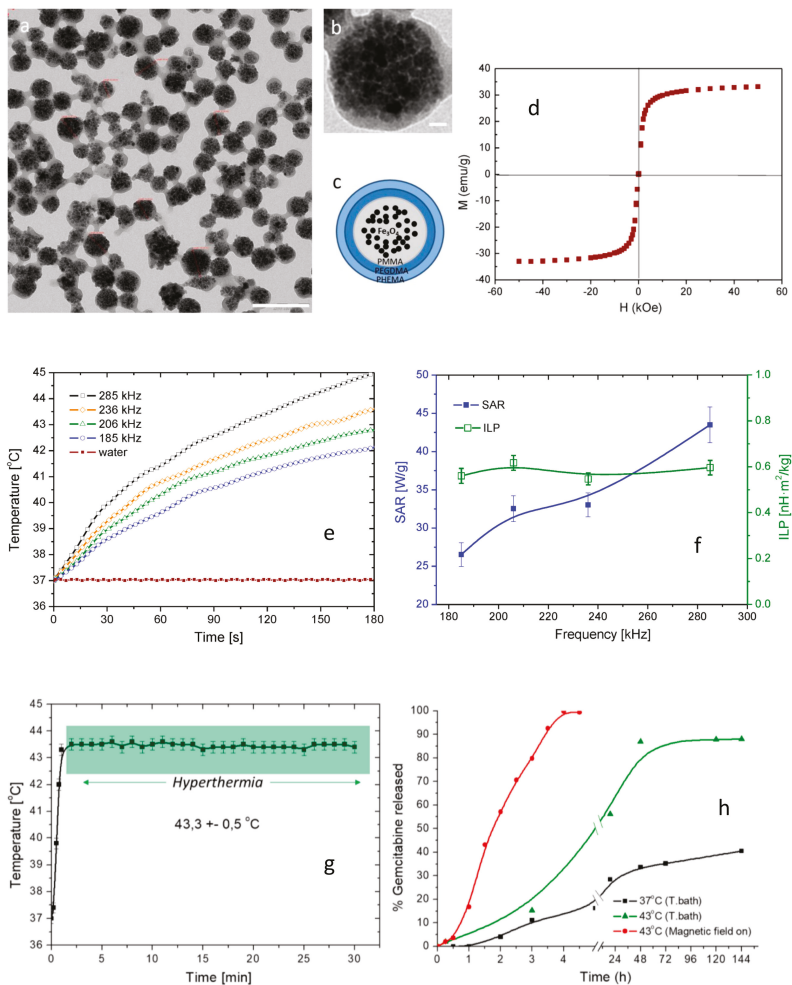 a
b
c
Fe₃O₄
PMMA
PEGDMA
PHEMA
d
M (emu/g)
40
30
20
10
0
-10
-20
-30
-40
-60 -40 -20 0 20 40 60
H (kOe)
45
44
43
42
41
40
39
38
37
36
Temperature [°C]
285 kHz
236 kHz
206 kHz
185 kHz
water
e
0 30 60 90 120 150 180
Time [s]
50
45
40
35
30
25
20
SAR [W/g]
SAR
ILP
f
1.0
0.8
0.6
0.4
0.2
0.0
ILP [nH·m²/kg]
180 200 220 240 260 280 300
Frequency [kHz]
45
44
43
42
41
40
39
38
37
36
Temperature [°C]
Hyperthermia
43,3 +- 0,5 °C
g
0 5 10 15 20 25 30
Time [min]
100
90
80
70
60
50
40
30
20
10
0
% Gemcitabine released
h
37°C (T.bath)
43°C (T.bath)
43°C (Magnetic field on)
0 1 2 3 4 24 48 72 96 120 144
Time (h)